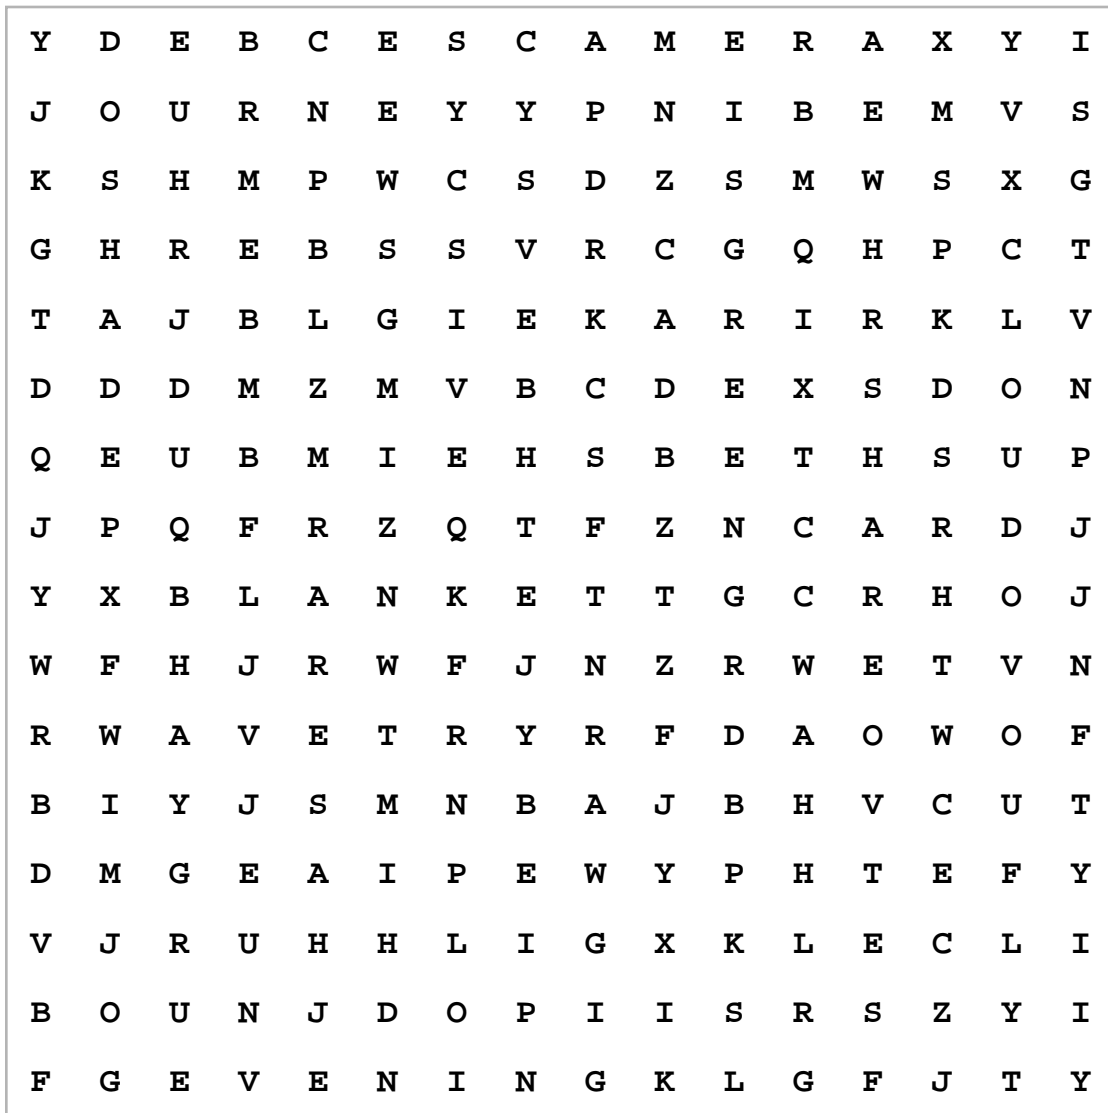 Y D E B C E S C A M E R A X Y I
J O U R N E Y Y P N I B E M V S
K S H M P W C S D Z S M W S X G
G H R E B S S V R C G Q H P C T
T A J B L G I E K A R I R K L V
D D D M Z M V B C D E X S D O N
Q E U B M I E H S B E T H S U P
J P Q F R Z Q T F Z N C A R D J
Y X B L A N K E T T G C R H O J
W F H J R W F J N Z R W E T V N
R W A V E T R Y R F D A O W O F
B I Y J S M N B A J B H V C U T
D M G E A I P E W Y P H T E F Y
V J R U H H L I G X K L E C L I
B O U N J D O P I I S R S Z Y I
F G E V E N I N G K L G F J T Y